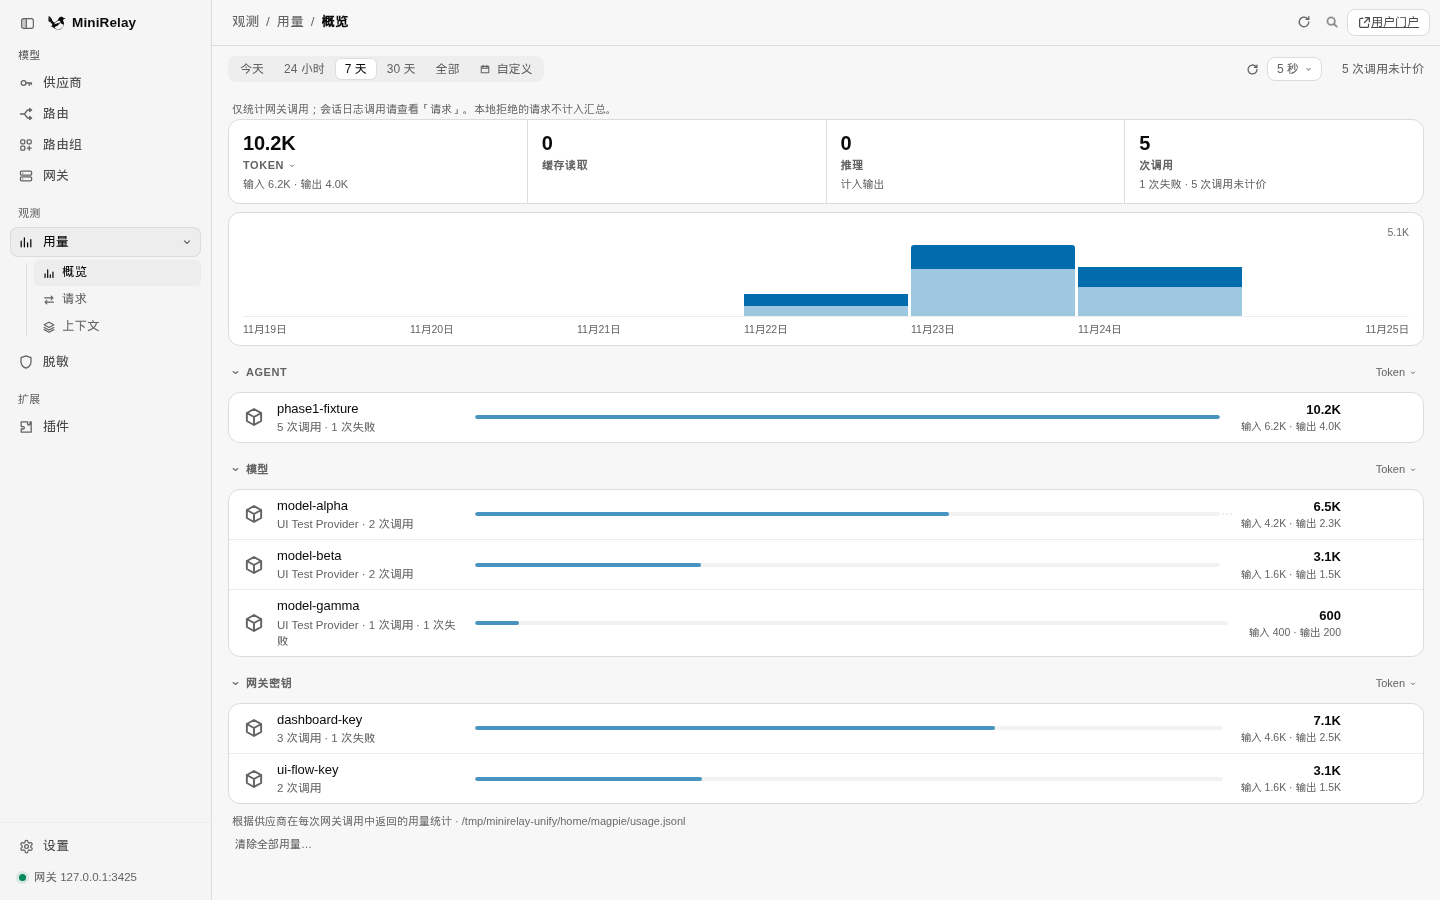 MiniRelay
模型
供应商
路由
路由组
网关
观测
用量
概览
请求
上下文
脱敏
扩展
插件
设置
网关 127.0.0.1:3425
观测 / 用量 / 概览
用户门户
今天 24 小时 7 天 30 天 全部 自定义
5 秒
5 次调用未计价
仅统计网关调用；会话日志调用请查看「请求」。本地拒绝的请求不计入汇总。
10.2K
TOKEN
输入 6.2K · 输出 4.0K
0
缓存读取
0
推理
计入输出
5
次调用
1 次失败 · 5 次调用未计价
5.1K
11月19日 11月20日 11月21日 11月22日 11月23日 11月24日 11月25日
AGENT
Token
phase1-fixture
5 次调用 · 1 次失败
10.2K
输入 6.2K · 输出 4.0K
模型
Token
model-alpha
UI Test Provider · 2 次调用
6.5K
输入 4.2K · 输出 2.3K
model-beta
UI Test Provider · 2 次调用
3.1K
输入 1.6K · 输出 1.5K
model-gamma
UI Test Provider · 1 次调用 · 1 次失
败
600
输入 400 · 输出 200
网关密钥
Token
dashboard-key
3 次调用 · 1 次失败
7.1K
输入 4.6K · 输出 2.5K
ui-flow-key
2 次调用
3.1K
输入 1.6K · 输出 1.5K
根据供应商在每次网关调用中返回的用量统计 · /tmp/minirelay-unify/home/magpie/usage.jsonl
清除全部用量…